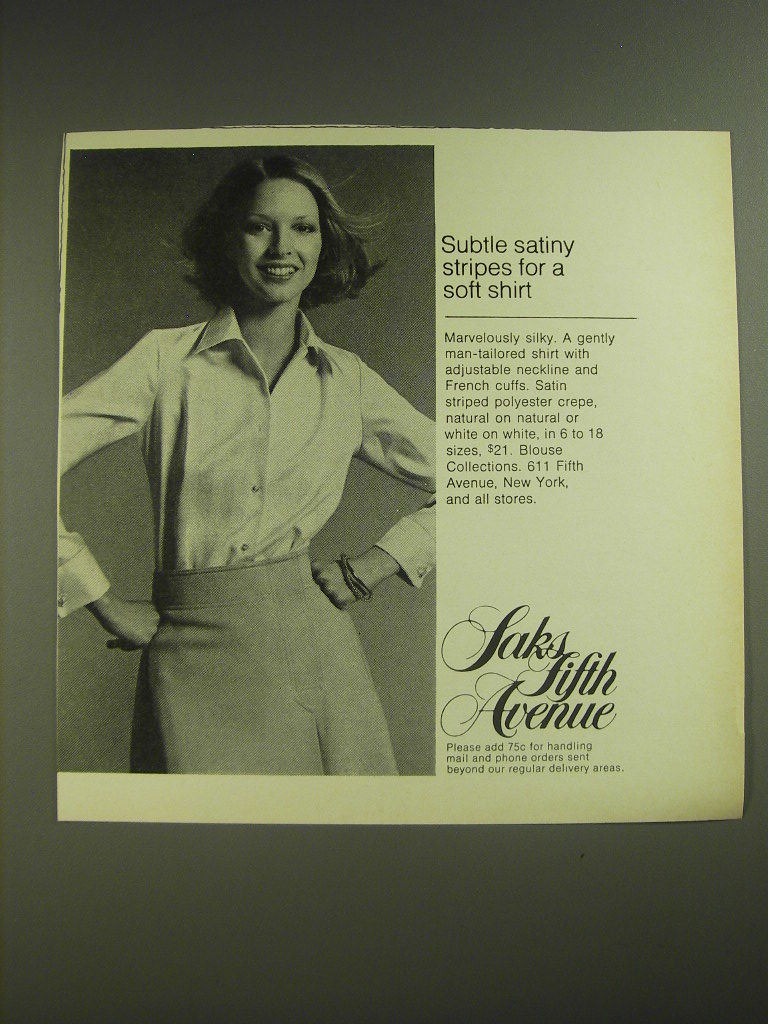 Subtle satiny
stripes for a
soft shirt
Marvelously silky. A gently
man-tailored shirt with
adjustable neckline and
French cuffs. Satin
striped polyester crepe,
natural on natural or
white on white, in 6 to 18
sizes, $21. Blouse
Collections. 611 Fifth
Avenue, New York,
and all stores.
Saks
Fifth
Avenue
Please add 75c for handling
mail and phone orders sent
beyond our regular delivery areas.